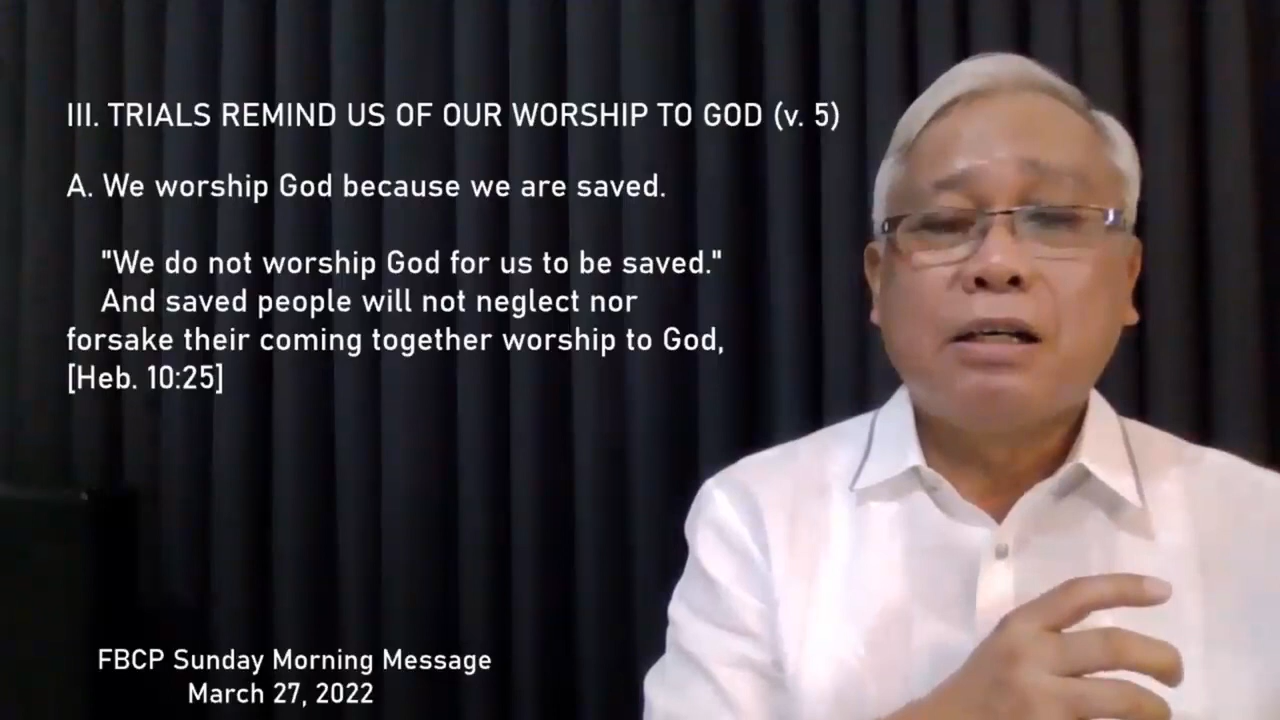 III. TRIALS REMIND US OF OUR WORSHIP TO GOD (v. 5)
A. We worship God because we are saved.
"We do not worship God for us to be saved."
And saved people will not neglect nor
forsake their coming together worship to God,
[Heb. 10:25]
FBCP Sunday Morning Message
March 27, 2022